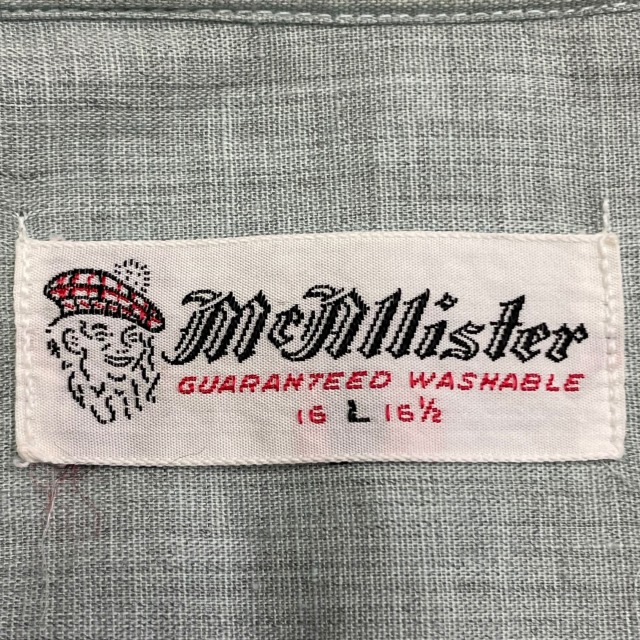 McAllister
GUARANTEED WASHABLE
16 L 16½